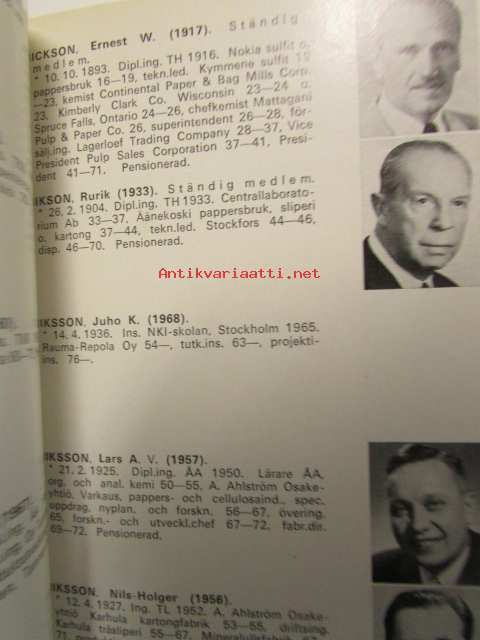 ICKSON, Ernest W. (1917). Ständig
medlem.
* 10. 10. 1893. Dipl.ing. TH 1916. Nokia sulfit o.
pappersbruk 16—19, tekn.led. Kymmene sulfit 19
—23, kemist Continental Paper & Bag Mills Corp.
23. Kimberly Clark Co. Wisconsin 23—24 o.
Spruce Falls, Ontario 24—26, chefkemist Mattagami
Pulp & Paper Co. 26, superintendent 26—28, för-
sälj.ing. Lagerloef Trading Company 28—37, Vice
President Pulp Sales Corporation 37—41, Presi-
dent 41—71. Pensionerad.
IKSON, Rurik (1933). Ständig medlem.
* 26. 2. 1904. Dipl.ing. TH 1933. Centrallaborato-
rium Ab 33—37. Äänekoski pappersbruk, sliperi
o. kartong 37—44, tekn.led. Stockfors 44—46,
disp. 46—70. Pensionerad.
Antikvariaatti.net
IKSSON, Juho K. (1968).
* 14. 4. 1936. Ins. NKI-skolan, Stockholm 1965.
Rauma-Repola Oy 54—, tutk.ins. 63—, projekti-
ins. 76—.
IKSSON, Lars A. V. (1957).
* 21. 2. 1925. Dipl.ing. ÅA 1950. Lärare ÅA,
org. och anal. kemi 50—55. A. Ahlström Osake-
yhtiö, Varkaus, pappers- och cellulosaind., spec.
uppdrag, nyplan. och forskn. 56—67, övering.
65, forskn.- och utveckl.chef 67—72, fabr.dir.
69—72. Pensionerad.
IKSSON, Nils-Holger (1956).
* 12. 4. 1927. Ing. TL 1952. A. Ahlström Osake-
yhtiö Karhula kartongfabrik 53—55, driftsing.
Karhula träsliperi 55—67, Mineralullsfabrik 67—